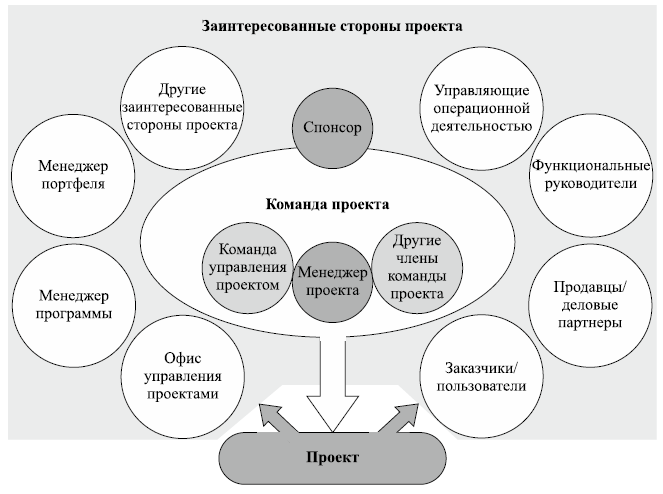 Заинтересованные стороны проекта
Другие
заинтересованные
стороны проекта
Спонсор
Управляющие
операционной
деятельностью
Менеджер
портфеля
Функциональные
руководители
Команда проекта
Команда
управления
проектом
Менеджер
проекта
Другие
члены
команды
проекта
Менеджер
программы
Продавцы/
деловые
партнеры
Офис
управления
проектами
Заказчики/
пользователи
Проект